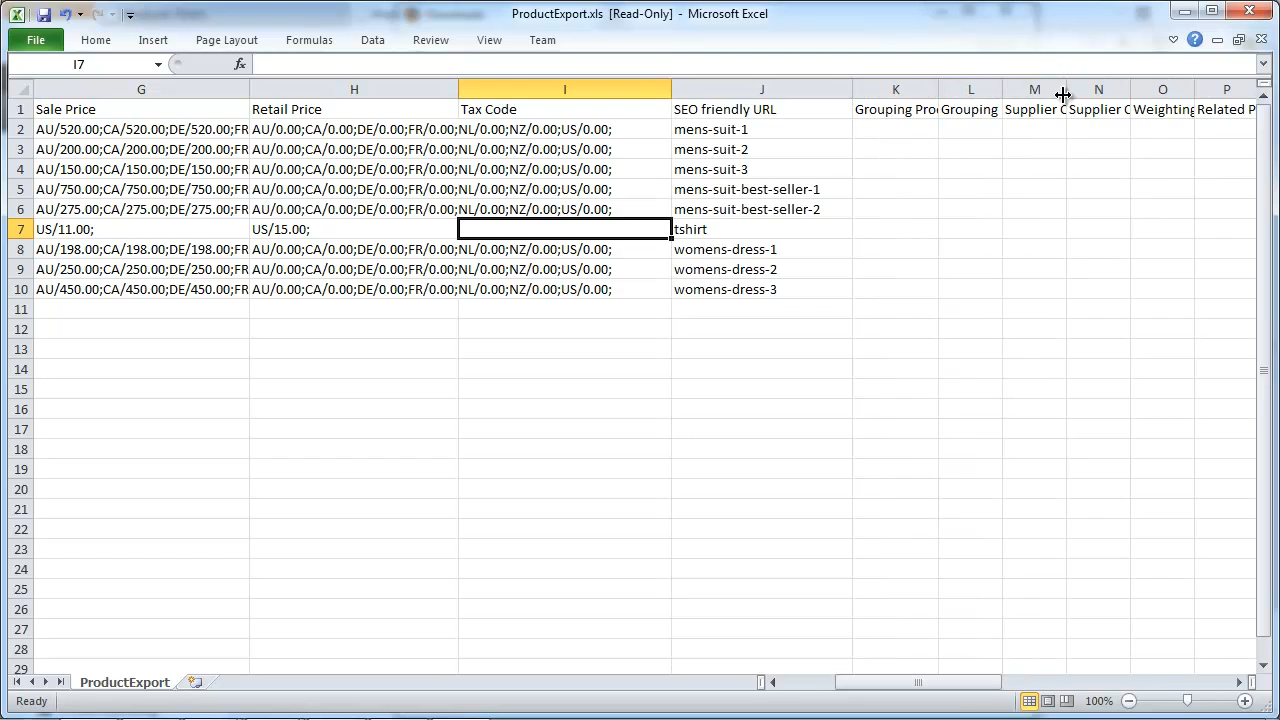 ProductExport.xls [Read-Only] - Microsoft Excel
File Home Insert Page Layout Formulas Data Review View Team
I7 fx
G H I J K L M N O P
1 Sale Price Retail Price Tax Code SEO friendly URL Grouping Pro Grouping Supplier C Supplier C Weighting Related P
2 AU/520.00;CA/520.00;DE/520.00;FR AU/0.00;CA/0.00;DE/0.00;FR/0.00;NL/0.00;NZ/0.00;US/0.00; mens-suit-1
3 AU/200.00;CA/200.00;DE/200.00;FR AU/0.00;CA/0.00;DE/0.00;FR/0.00;NL/0.00;NZ/0.00;US/0.00; mens-suit-2
4 AU/150.00;CA/150.00;DE/150.00;FR AU/0.00;CA/0.00;DE/0.00;FR/0.00;NL/0.00;NZ/0.00;US/0.00; mens-suit-3
5 AU/750.00;CA/750.00;DE/750.00;FR AU/0.00;CA/0.00;DE/0.00;FR/0.00;NL/0.00;NZ/0.00;US/0.00; mens-suit-best-seller-1
6 AU/275.00;CA/275.00;DE/275.00;FR AU/0.00;CA/0.00;DE/0.00;FR/0.00;NL/0.00;NZ/0.00;US/0.00; mens-suit-best-seller-2
7 US/11.00; US/15.00; tshirt
8 AU/198.00;CA/198.00;DE/198.00;FR AU/0.00;CA/0.00;DE/0.00;FR/0.00;NL/0.00;NZ/0.00;US/0.00; womens-dress-1
9 AU/250.00;CA/250.00;DE/250.00;FR AU/0.00;CA/0.00;DE/0.00;FR/0.00;NL/0.00;NZ/0.00;US/0.00; womens-dress-2
10 AU/450.00;CA/450.00;DE/450.00;FR AU/0.00;CA/0.00;DE/0.00;FR/0.00;NL/0.00;NZ/0.00;US/0.00; womens-dress-3
11
12
13
14
15
16
17
18
19
20
21
22
23
24
25
26
27
28
29
ProductExport
Ready 100%